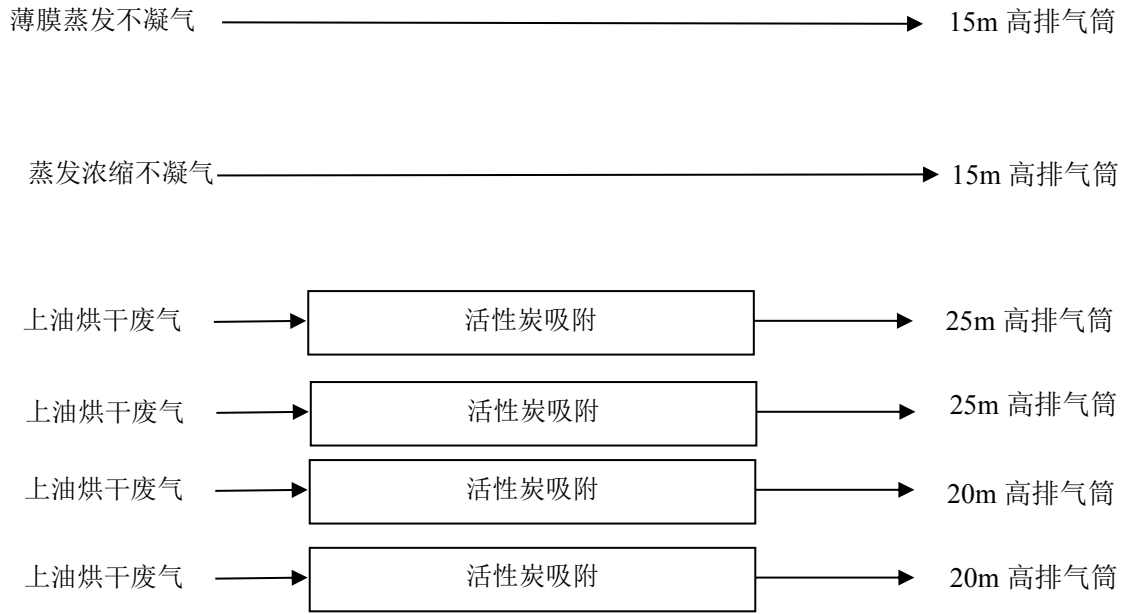 薄膜蒸发不凝气 15m 高排气筒
蒸发浓缩不凝气 15m 高排气筒
上油烘干废气 活性炭吸附 25m 高排气筒
上油烘干废气 活性炭吸附 25m 高排气筒
上油烘干废气 活性炭吸附 20m 高排气筒
上油烘干废气 活性炭吸附 20m 高排气筒